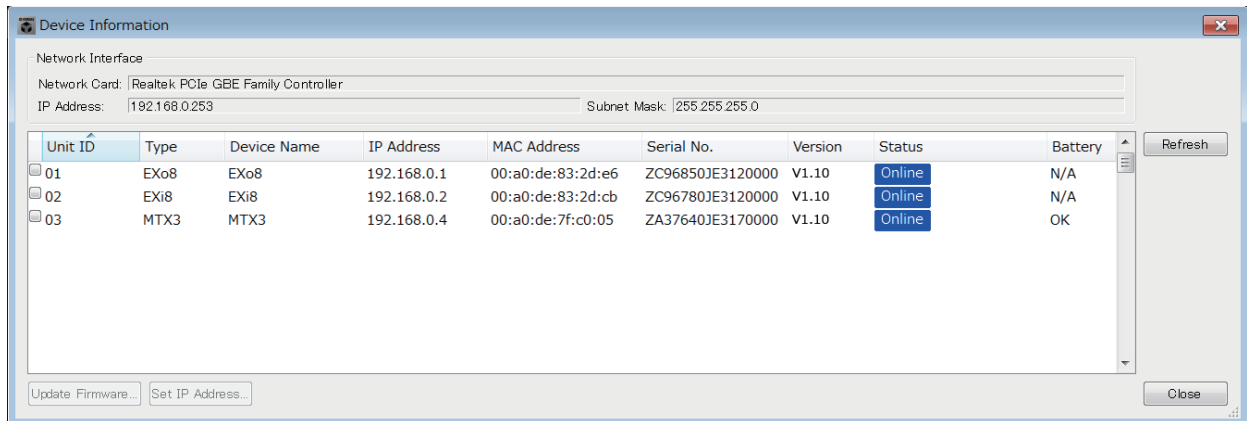 Device Information
Network Interface
Network Card: Realtek PCIe GBE Family Controller
IP Address: 192.168.0.253 Subnet Mask: 255.255.255.0
Unit ID Type Device Name IP Address MAC Address Serial No. Version Status Battery Refresh
01 EXo8 EXo8 192.168.0.1 00:a0:de:83:2d:e6 ZC96850JE3120000 V1.10 Online N/A
02 EXi8 EXi8 192.168.0.2 00:a0:de:83:2d:cb ZC96780JE3120000 V1.10 Online N/A
03 MTX3 MTX3 192.168.0.4 00:a0:de:7f:c0:05 ZA37640JE3170000 V1.10 Online OK
Update Firmware... Set IP Address... Close